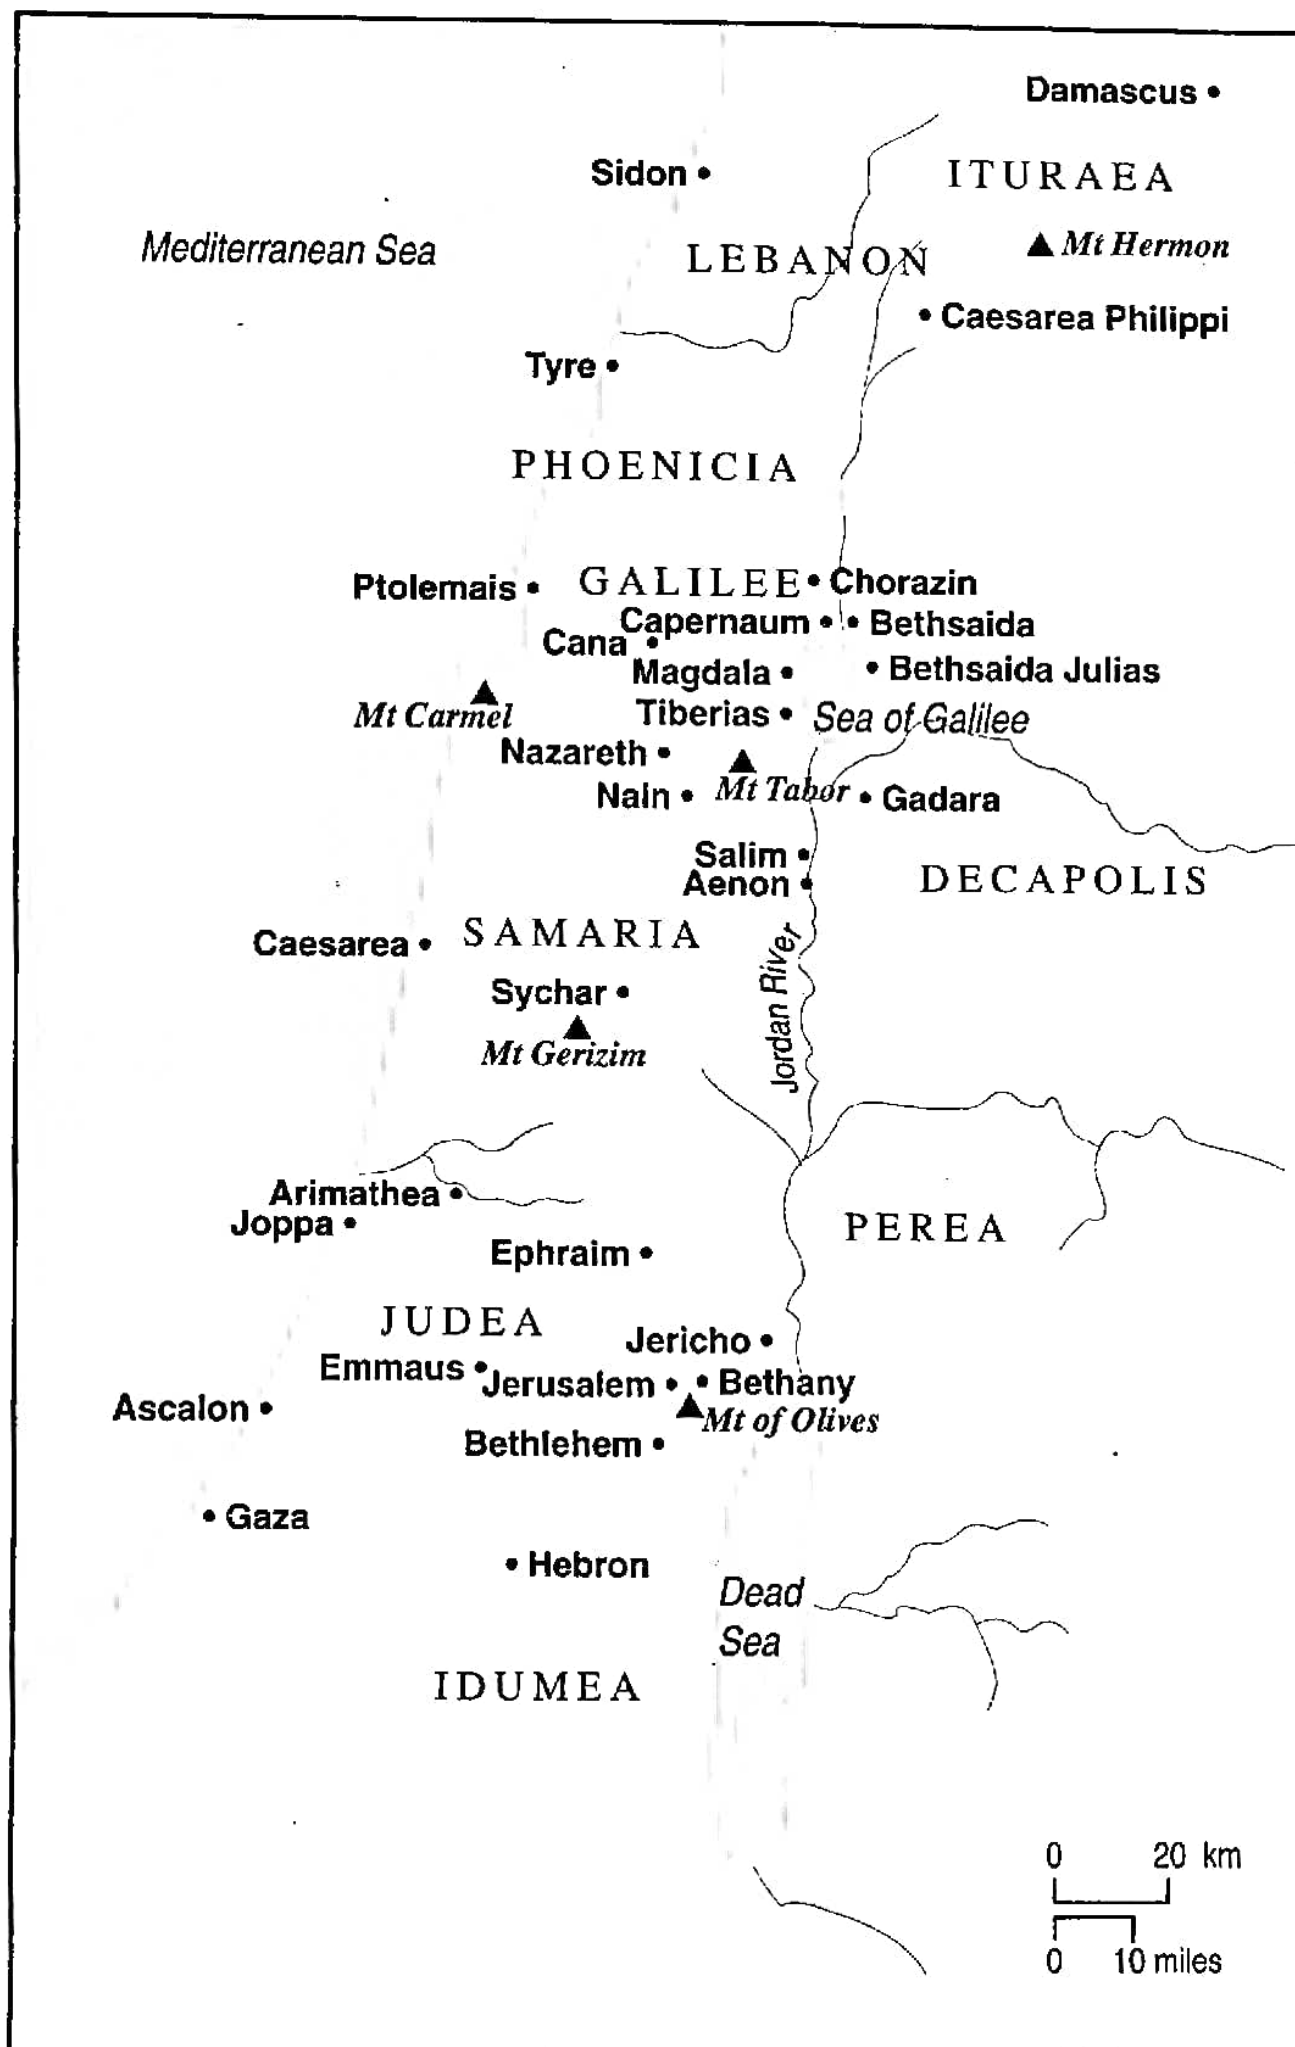 Damascus
Sidon
ITURAEA
Mediterranean Sea
LEBANON
Mt Hermon
Caesarea Philippi
Tyre
PHOENICIA
Ptolemais
GALILEE
Chorazin
Capernaum
Bethsaida
Cana
Magdala
Bethsaida Julias
Mt Carmel
Tiberias
Sea of Galilee
Nazareth
Nain
Mt Tabor
Gadara
Salim
Aenon
DECAPOLIS
Caesarea
SAMARIA
Jordan River
Sychar
Mt Gerizim
Arimathea
Joppa
PEREA
Ephraim
JUDEA
Jericho
Emmaus
Jerusalem
Bethany
Ascalon
Mt of Olives
Bethlehem
Gaza
Hebron
Dead
Sea
IDUMEA
0 20 km
0 10 miles